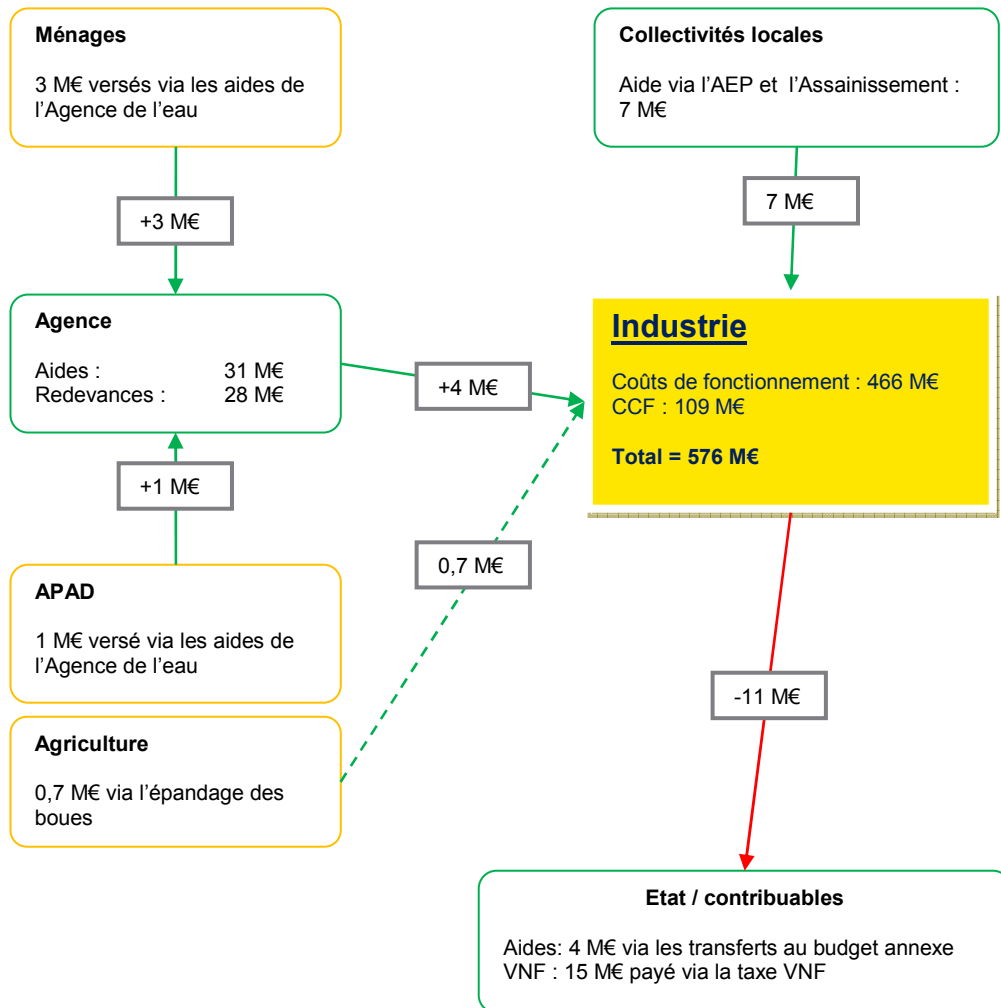 Ménages
3 M€ versés via les aides de
l'Agence de l'eau
Collectivités locales
Aide via l'AEP et l'Assainissement :
7 M€
+3 M€
7 M€
Agence
Aides : 31 M€
Redevances : 28 M€
+4 M€
Industrie
Coûts de fonctionnement : 466 M€
CCF : 109 M€
Total = 576 M€
+1 M€
0,7 M€
APAD
1 M€ versé via les aides de
l'Agence de l'eau
-11 M€
Agriculture
0,7 M€ via l'épandage des
boues
Etat / contribuables
Aides: 4 M€ via les transferts au budget annexe
VNF : 15 M€ payé via la taxe VNF